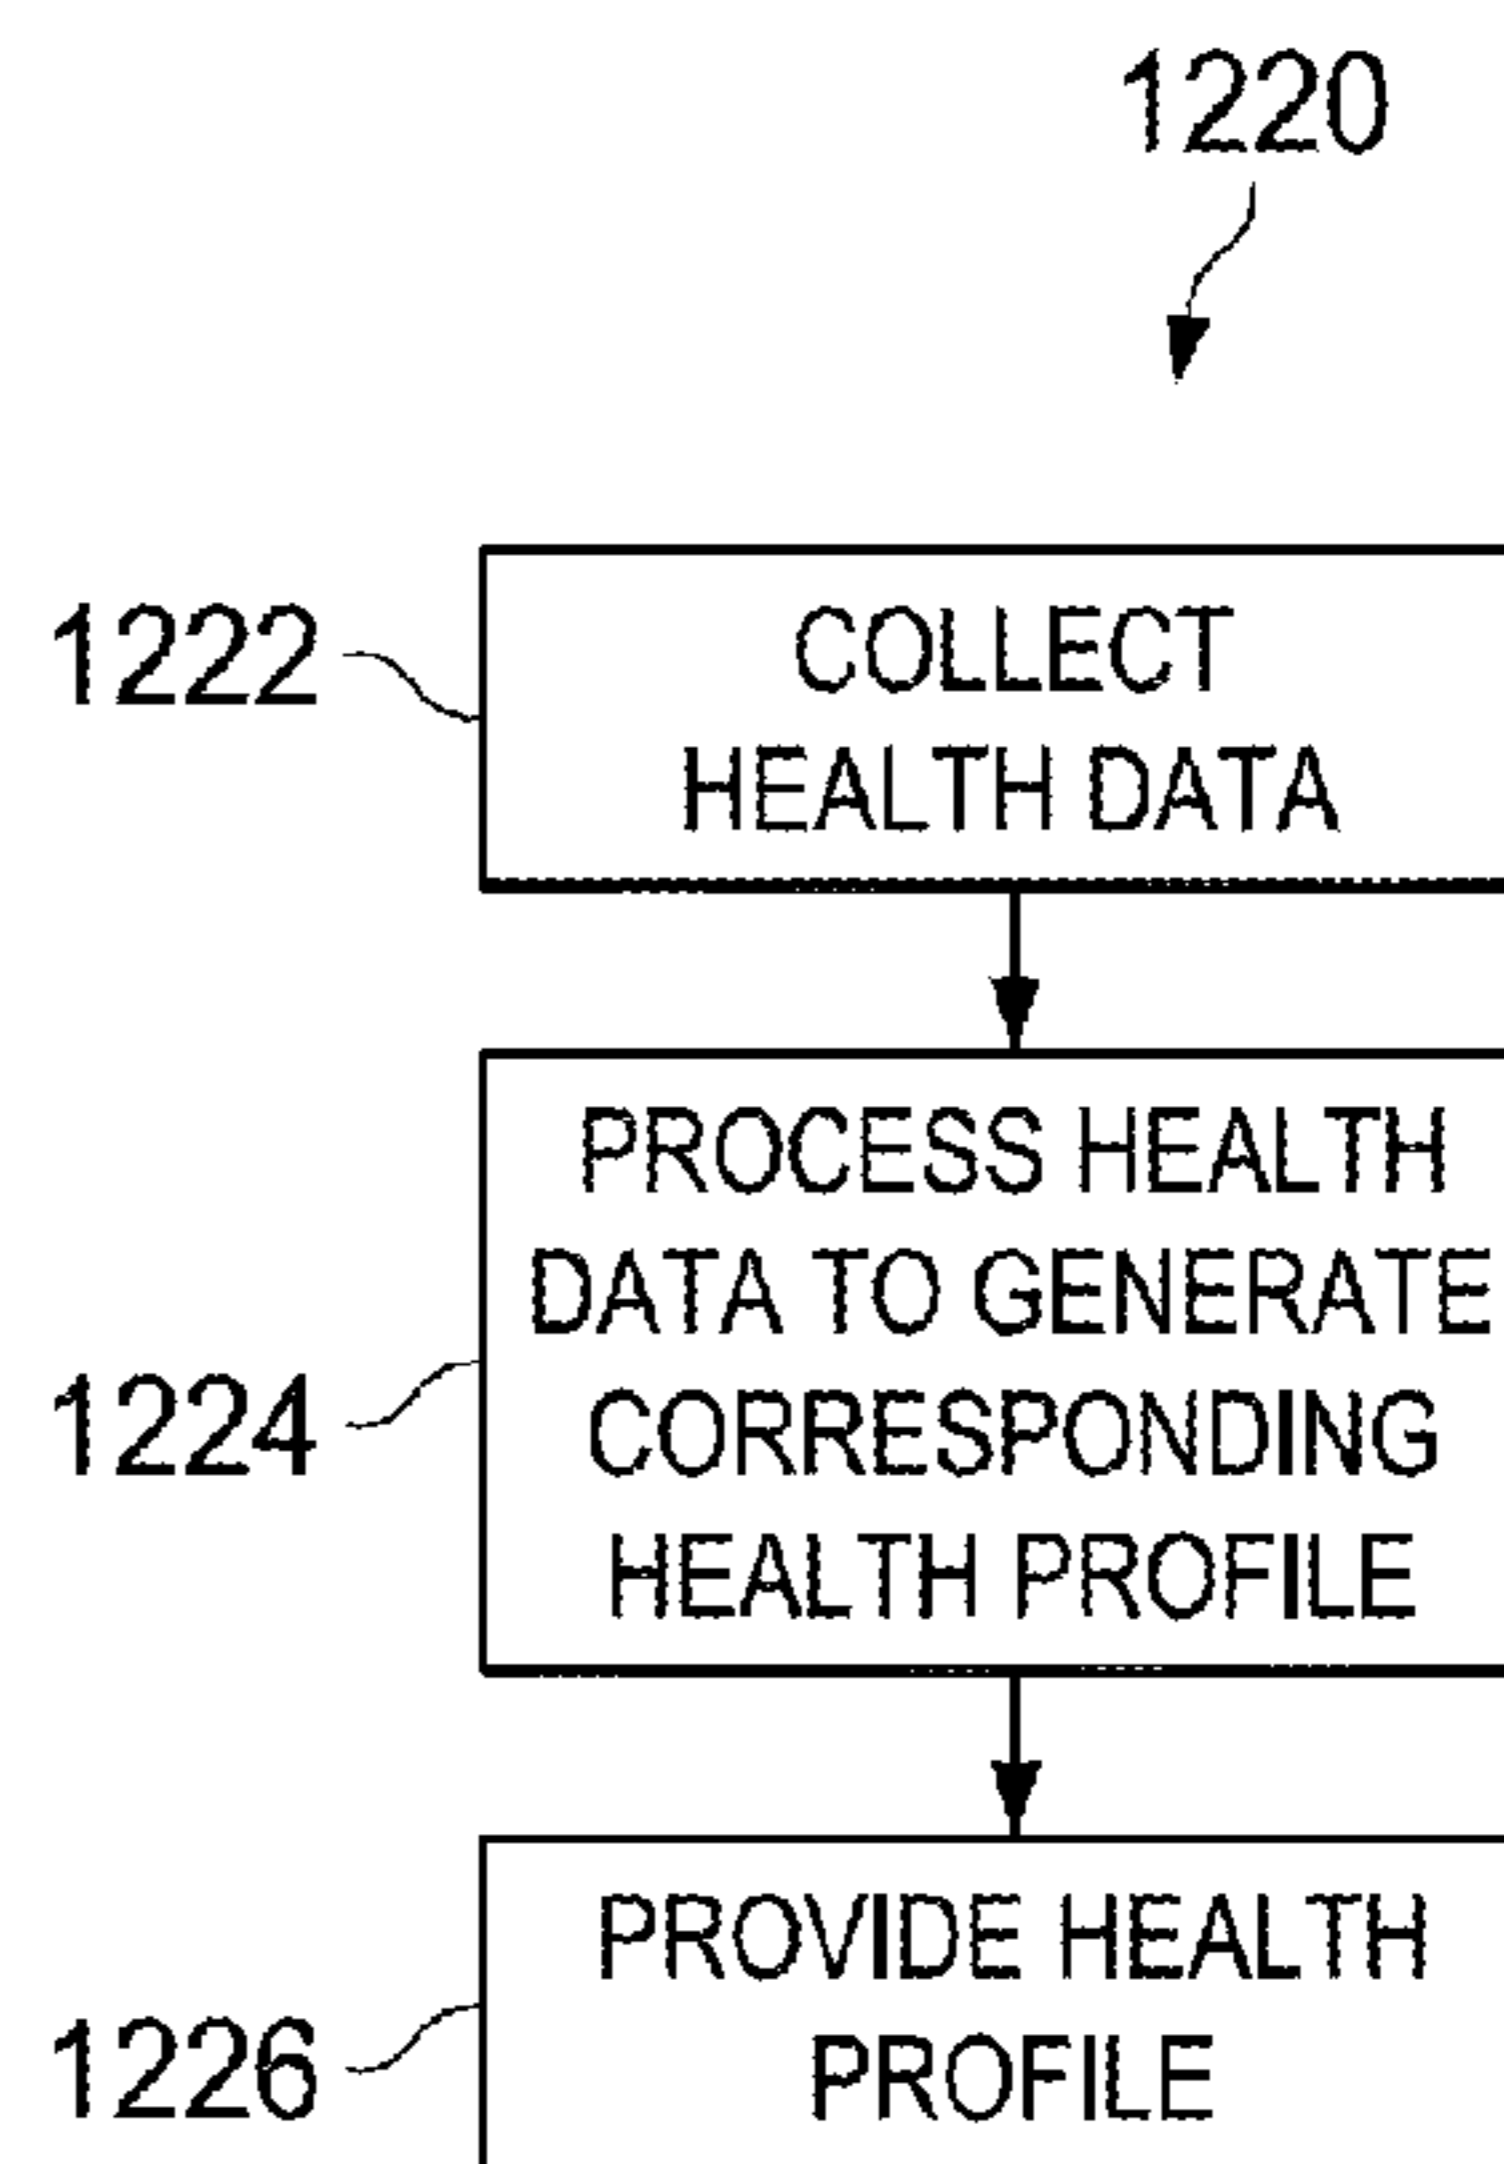 1220
1222
COLLECT
HEALTH DATA
1224
PROCESS HEALTH
DATA TO GENERATE
CORRESPONDING
HEALTH PROFILE
1226
PROVIDE HEALTH
PROFILE